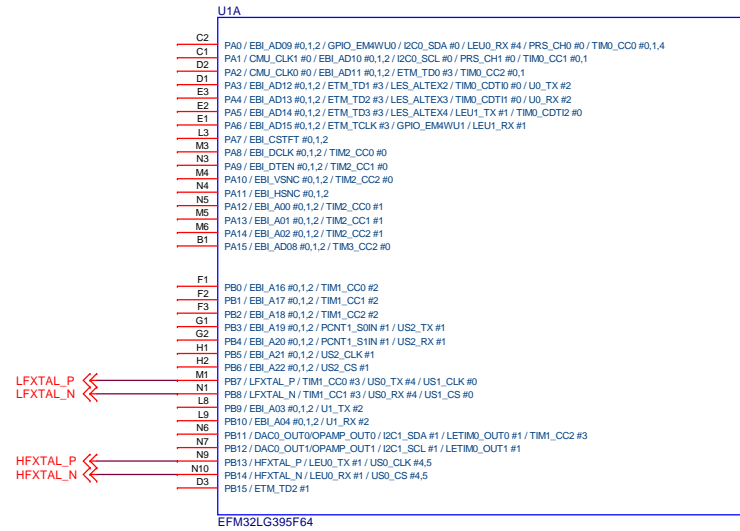 U1A
C2 PA0 / EBI_AD09 #0,1,2 / GPIO_EM4WU0 / I2C0_SDA #0 / LEU0_RX #4 / PRS_CH0 #0 / TIM0_CC0 #0,1,4
C1 PA1 / CMU_CLK1 #0 / EBI_AD10 #0,1,2 / I2C0_SCL #0 / PRS_CH1 #0 / TIM0_CC1 #0,1
D2 PA2 / CMU_CLK0 #0 / EBI_AD11 #0,1,2 / ETM_TD0 #3 / TIM0_CC2 #0,1
D1 PA3 / EBI_AD12 #0,1,2 / ETM_TD1 #3 / LES_ALTEX2 / TIM0_CDTI0 #0 / U0_TX #2
E3 PA4 / EBI_AD13 #0,1,2 / ETM_TD2 #3 / LES_ALTEX3 / TIM0_CDTI1 #0 / U0_RX #2
E2 PA5 / EBI_AD14 #0,1,2 / ETM_TD3 #3 / LES_ALTEX4 / LEU1_TX #1 / TIM0_CDTI2 #0
E1 PA6 / EBI_AD15 #0,1,2 / ETM_TCLK #3 / GPIO_EM4WU1 / LEU1_RX #1
L3 PA7 / EBI_CSTFT #0,1,2
M3 PA8 / EBI_DCLK #0,1,2 / TIM2_CC0 #0
N3 PA9 / EBI_DTEN #0,1,2 / TIM2_CC1 #0
M4 PA10 / EBI_VSNC #0,1,2 / TIM2_CC2 #0
N4 PA11 / EBI_HSNC #0,1,2
N5 PA12 / EBI_A00 #0,1,2 / TIM2_CC0 #1
M5 PA13 / EBI_A01 #0,1,2 / TIM2_CC1 #1
M6 PA14 / EBI_A02 #0,1,2 / TIM2_CC2 #1
B1 PA15 / EBI_AD08 #0,1,2 / TIM3_CC2 #0
F1 PB0 / EBI_A16 #0,1,2 / TIM1_CC0 #2
F2 PB1 / EBI_A17 #0,1,2 / TIM1_CC1 #2
F3 PB2 / EBI_A18 #0,1,2 / TIM1_CC2 #2
G1 PB3 / EBI_A19 #0,1,2 / PCNT1_S0IN #1 / US2_TX #1
G2 PB4 / EBI_A20 #0,1,2 / PCNT1_S1IN #1 / US2_RX #1
H1 PB5 / EBI_A21 #0,1,2 / US2_CLK #1
H2 PB6 / EBI_A22 #0,1,2 / US2_CS #1
LFXTAL_P M1 PB7 / LFXTAL_P / TIM1_CC0 #3 / US0_TX #4 / US1_CLK #0
LFXTAL_N N1 PB8 / LFXTAL_N / TIM1_CC1 #3 / US0_RX #4 / US1_CS #0
L8 PB9 / EBI_A03 #0,1,2 / U1_TX #2
L9 PB10 / EBI_A04 #0,1,2 / U1_RX #2
N6 PB11 / DAC0_OUT0/OPAMP_OUT0 / I2C1_SDA #1 / LETIM0_OUT0 #1 / TIM1_CC2 #3
N7 PB12 / DAC0_OUT1/OPAMP_OUT1 / I2C1_SCL #1 / LETIM0_OUT1 #1
HFXTAL_P N9 PB13 / HFXTAL_P / LEU0_TX #1 / US0_CLK #4,5
HFXTAL_N N10 PB14 / HFXTAL_N / LEU0_RX #1 / US0_CS #4,5
D3 PB15 / ETM_TD2 #1
EFM32LG395F64